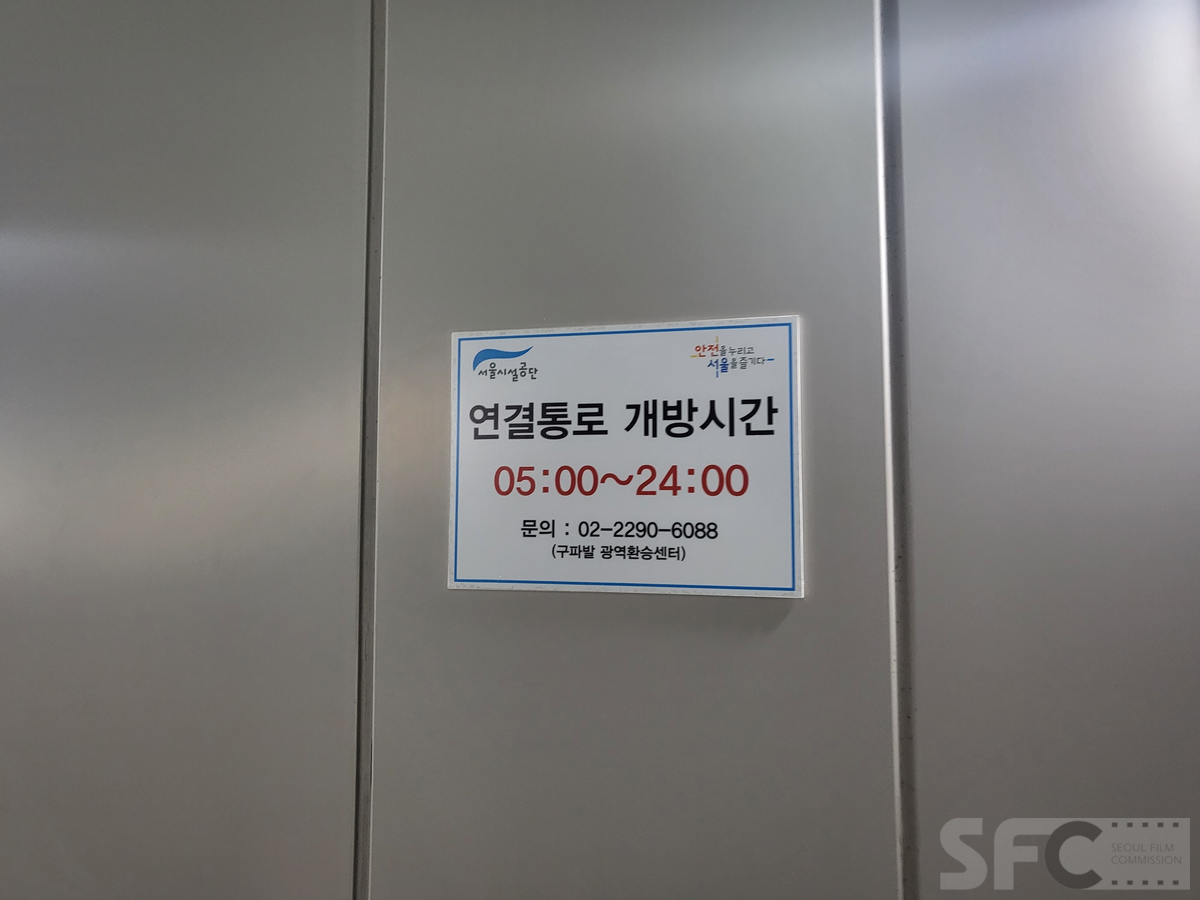 서울시설공단
안전을 누리고
서울을 즐기다
연결통로 개방시간
05:00~24:00
문의 : 02-2290-6088
(구파발 광역환승센터)
SFC
SEOUL FILM
COMMISSION